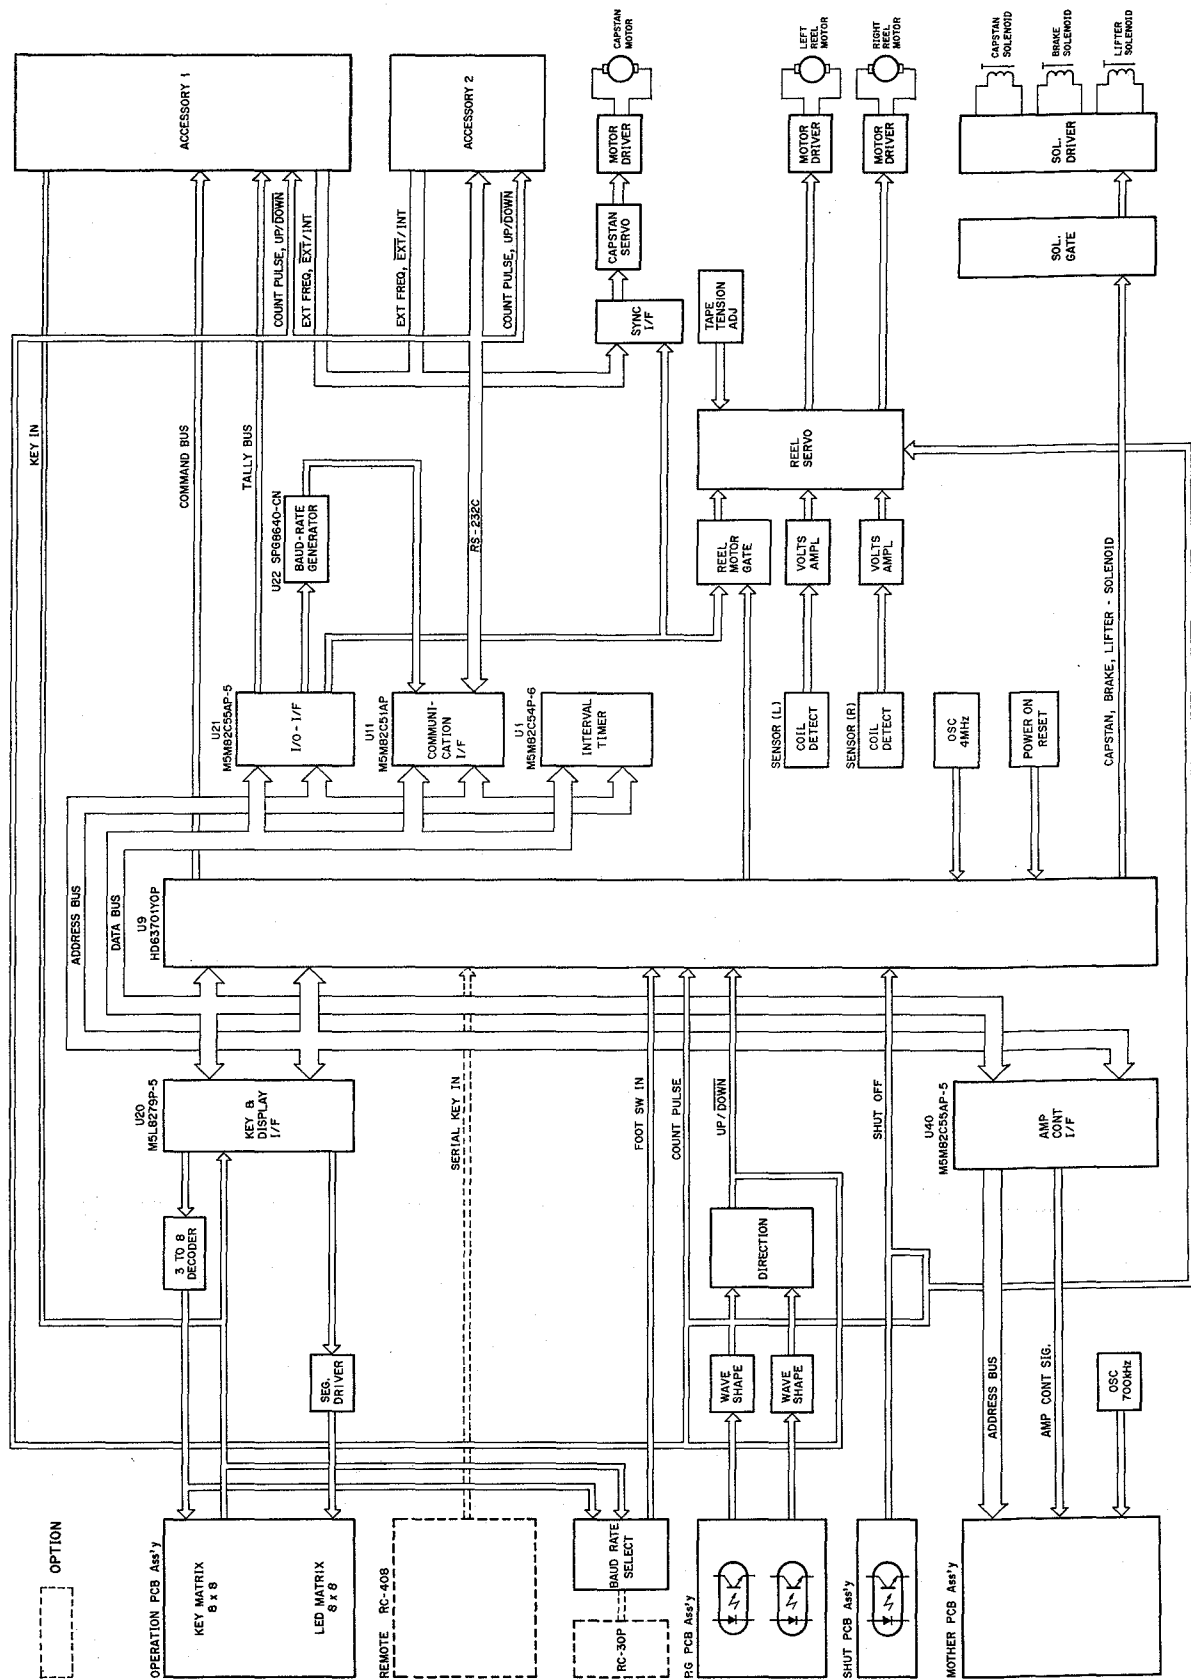 OPTION
OPERATION PCB Ass'y
KEY MATRIX
8 x 8
LED MATRIX
8 x 8
REMOTE RC-408
RC-30P
BAUD RATE
SELECT
P.G PCB Ass'y
SHUT PCB Ass'y
MOTHER PCB Ass'y
3 TO 8
DECODER
SEG.
DRIVER
WAVE
SHAPE
WAVE
SHAPE
DIRECTION
OSC
700kHz
ADDRESS BUS
AMP CONT SIG.
U20
M5L8279P-5
KEY &
DISPLAY
I/F
SERIAL KEY IN
FOOT SW IN
COUNT PULSE
UP/DOWN
SHUT OFF
U40
M5M82C55AP-5
AMP
CONT
I/F
ADDRESS BUS
DATA BUS
U9
HD63701Y0P
KEY IN
COMMAND BUS
TALLY BUS
U21
M5M82C55AP-5
I/O - I/F
U11
M5M82C51AP
COMMUNI-
CATION
I/F
U1
M5M82C54P-6
INTERVAL
TIMER
SENSOR (L)
COIL
DETECT
SENSOR (R)
COIL
DETECT
OSC
4MHz
POWER ON
RESET
U22 SPG8640-CN
BAUD-RATE
GENERATOR
RS-232C
REEL
MOTOR
GATE
VOLTS
AMPL
VOLTS
AMPL
REEL
SERVO
TAPE
TENSION
ADJ
CAPSTAN, BRAKE, LIFTER - SOLENOID
COUNT PULSE, UP/DOWN
EXT FREQ, EXT/INT
EXT FREQ, EXT/INT
COUNT PULSE, UP/DOWN
SYNC
I/F
CAPSTAN
SERVO
MOTOR
DRIVER
CAPSTAN
MOTOR
ACCESSORY 1
ACCESSORY 2
MOTOR
DRIVER
LEFT
REEL
MOTOR
MOTOR
DRIVER
RIGHT
REEL
MOTOR
SOL.
GATE
SOL.
DRIVER
CAPSTAN
SOLENOID
BRAKE
SOLENOID
LIFTER
SOLENOID